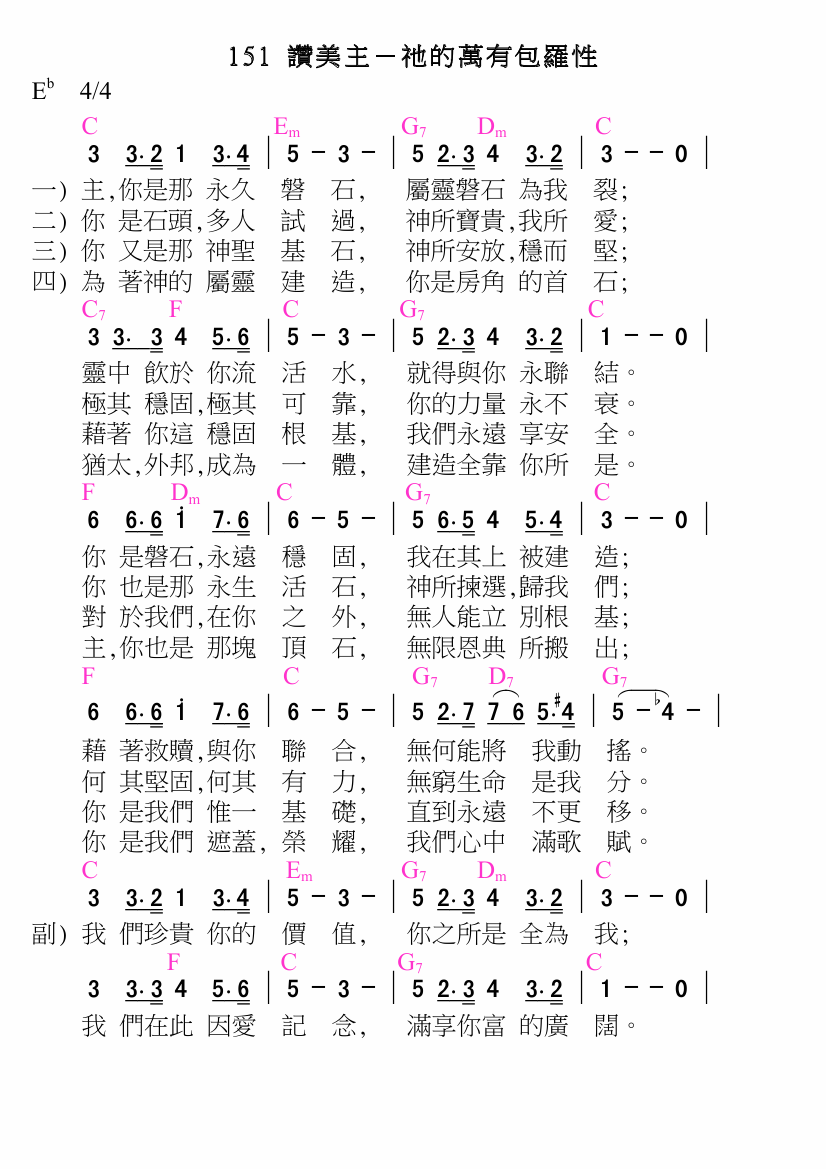 151 讚美主－祂的萬有包羅性
E♭ 4/4
C Em G7 Dm C
3 3·2 1 3·4 | 5 － 3 － | 5 2·3 4 3·2 | 3 － － 0 |
一) 主,你是那 永久 磐 石, 屬靈磐石 為我 裂;
二) 你 是石頭,多人 試 過, 神所寶貴,我所 愛;
三) 你 又是那 神聖 基 石, 神所安放,穩而 堅;
四) 為 著神的 屬靈 建 造, 你是房角 的首 石;
C7 F C G7 C
3 3· 3 4 5·6 | 5 － 3 － | 5 2·3 4 3·2 | 1 － － 0 |
靈中 飲於 你流 活 水, 就得與你 永聯 結。
極其 穩固,極其 可 靠, 你的力量 永不 衰。
藉著 你這 穩固 根 基, 我們永遠 享安 全。
猶太,外邦,成為 一 體, 建造全靠 你所 是。
F Dm C G7 C
6 6·6 i 7·6 | 6 － 5 － | 5 6·5 4 5·4 | 3 － － 0 |
你 是磐石,永遠 穩 固, 我在其上 被建 造;
你 也是那 永生 活 石, 神所揀選,歸我 們;
對 於我們,在你 之 外, 無人能立 別根 基;
主,你也是 那塊 頂 石, 無限恩典 所搬 出;
F C G7 D7 G7
6 6·6 i 7·6 | 6 － 5 － | 5 2·7 7 6 5·♯4 | 5 － ♭4 － |
藉 著救贖,與你 聯 合, 無何能將 我動 搖。
何 其堅固,何其 有 力, 無窮生命 是我 分。
你 是我們 惟一 基 礎, 直到永遠 不更 移。
你 是我們 遮蓋, 榮 耀, 我們心中 滿歌 賦。
C Em G7 Dm C
3 3·2 1 3·4 | 5 － 3 － | 5 2·3 4 3·2 | 3 － － 0 |
副) 我 們珍貴 你的 價 值, 你之所是 全為 我;
F C G7 C
3 3·3 4 5·6 | 5 － 3 － | 5 2·3 4 3·2 | 1 － － 0 |
我 們在此 因愛 記 念, 滿享你富 的廣 闊。